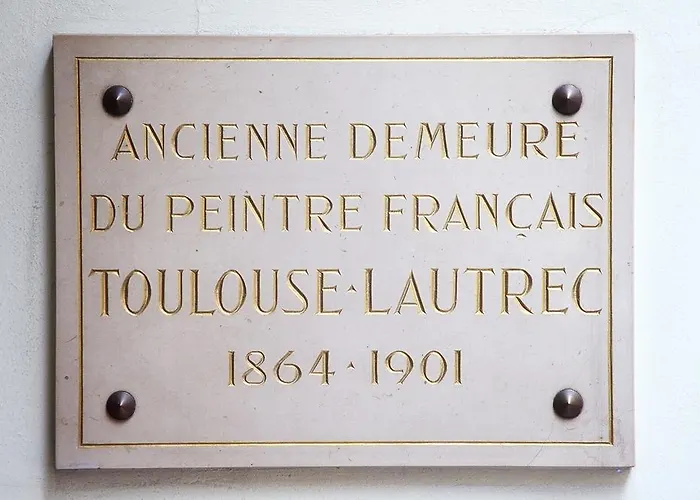 ANCIENNE DEMEURE
DU PEINTRE FRANÇAIS
TOULOUSE·LAUTREC
1864·1901